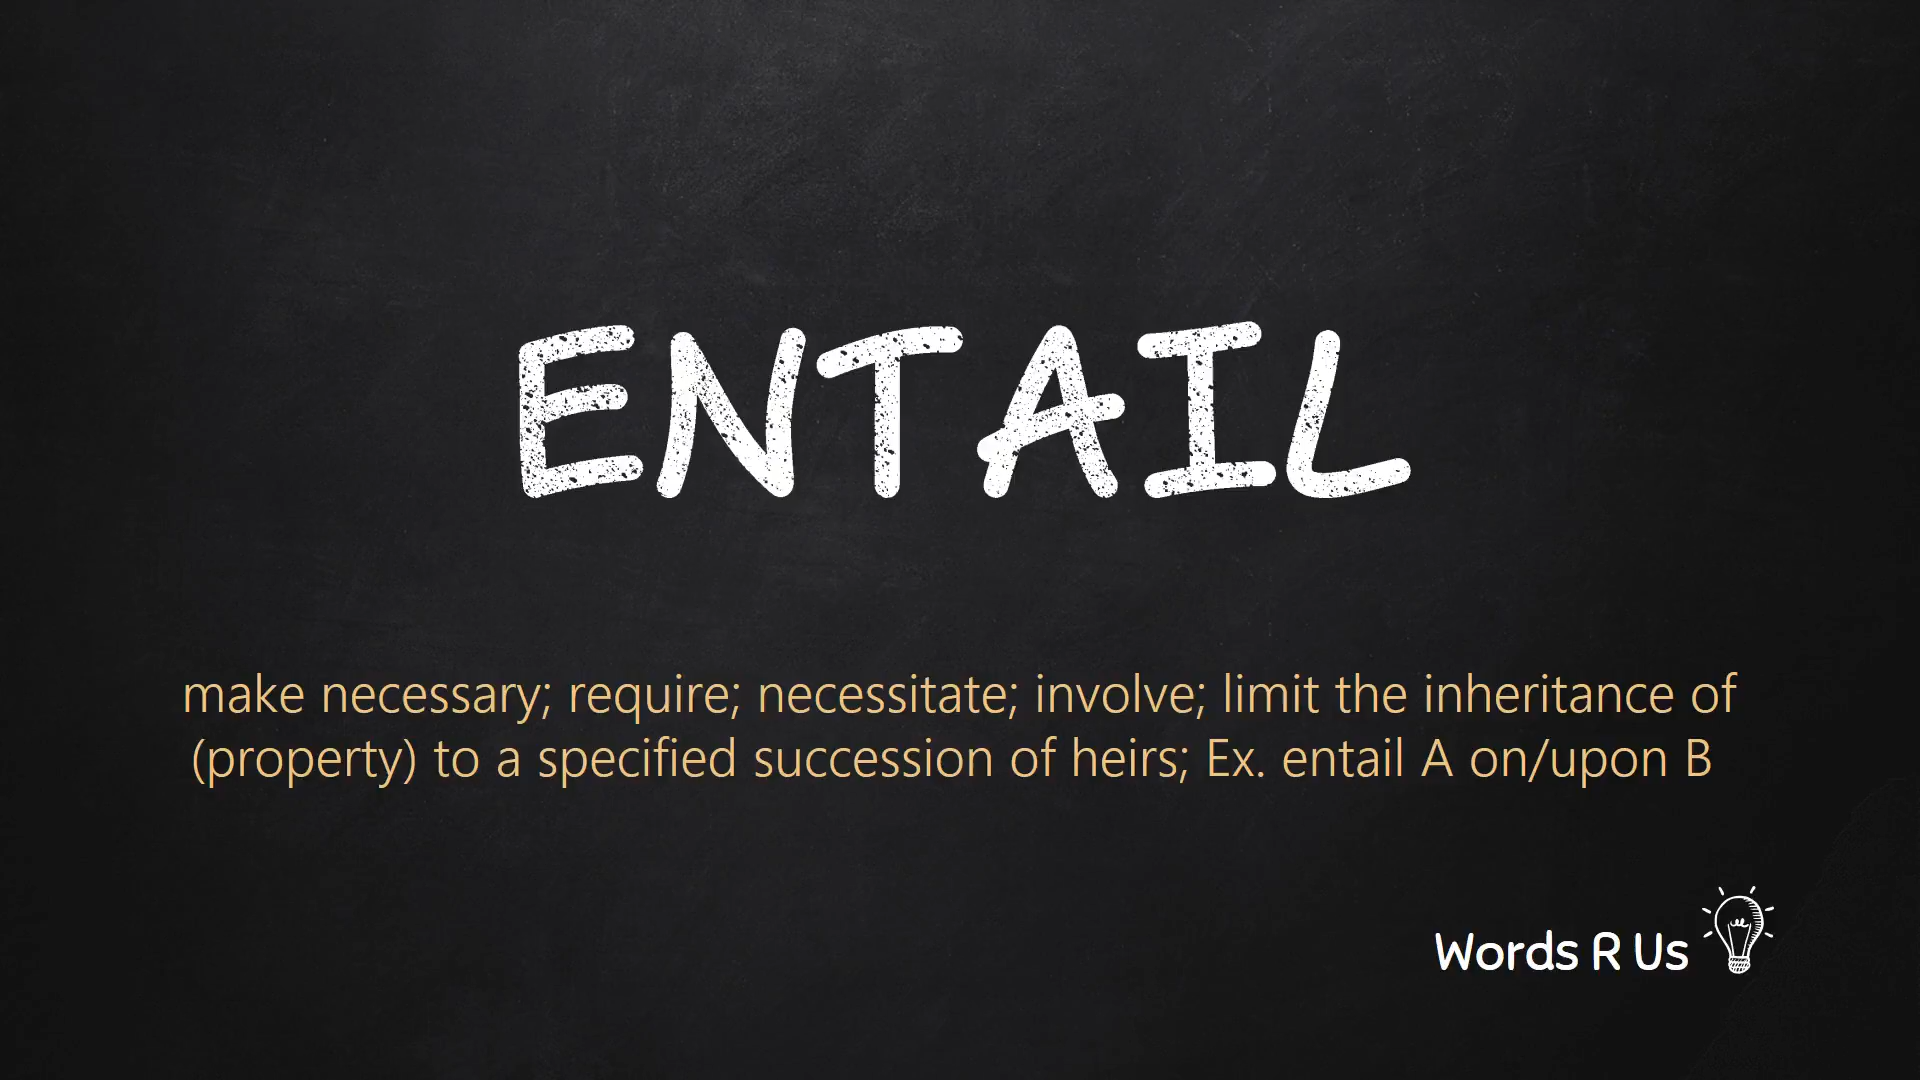 ENTAIL
make necessary; require; necessitate; involve; limit the inheritance of
(property) to a specified succession of heirs; Ex. entail A on/upon B
Words R Us